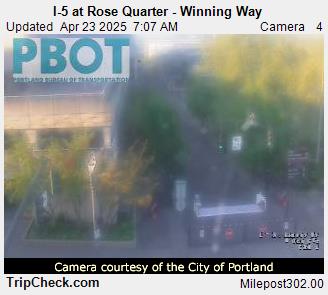 I-5 at Rose Quarter - Winning Way
Updated Apr 23 2025 7:07 AM Camera 4
PBOT
PORTLAND BUREAU OF TRANSPORTATION
Camera courtesy of the City of Portland
TripCheck.com Milepost302.00